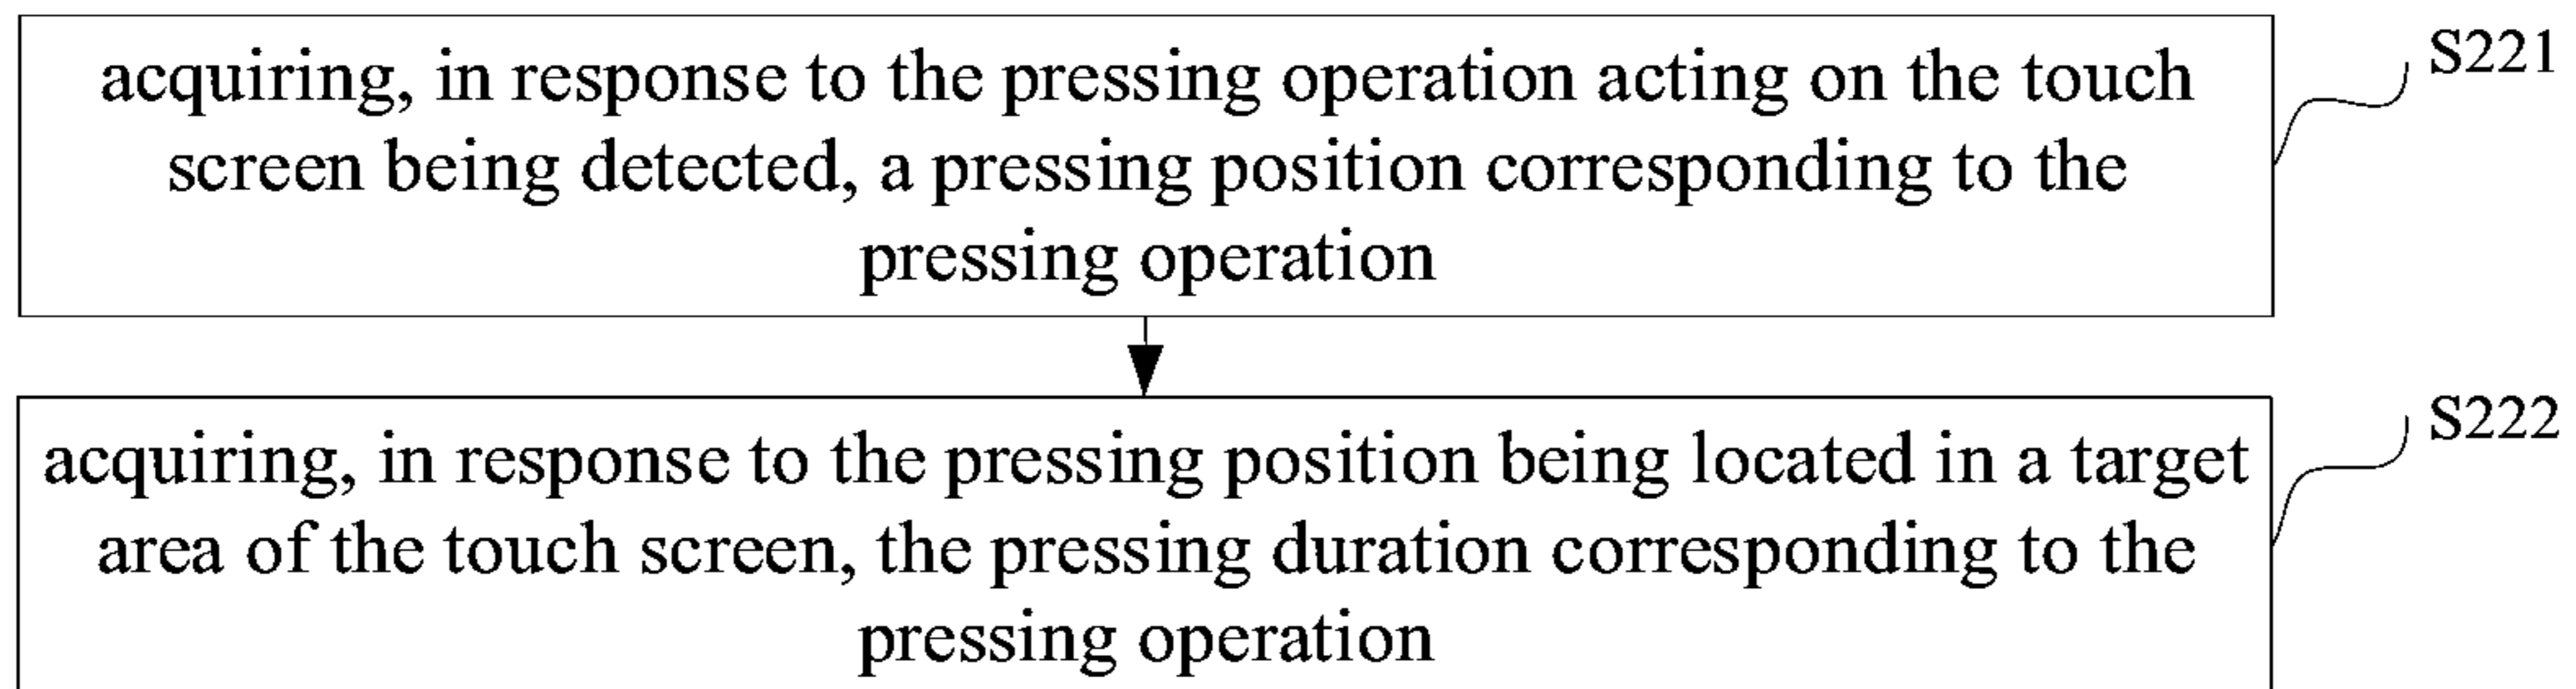 acquiring, in response to the pressing operation acting on the touch
screen being detected, a pressing position corresponding to the
pressing operation
S221
acquiring, in response to the pressing position being located in a target
area of the touch screen, the pressing duration corresponding to the
pressing operation
S222